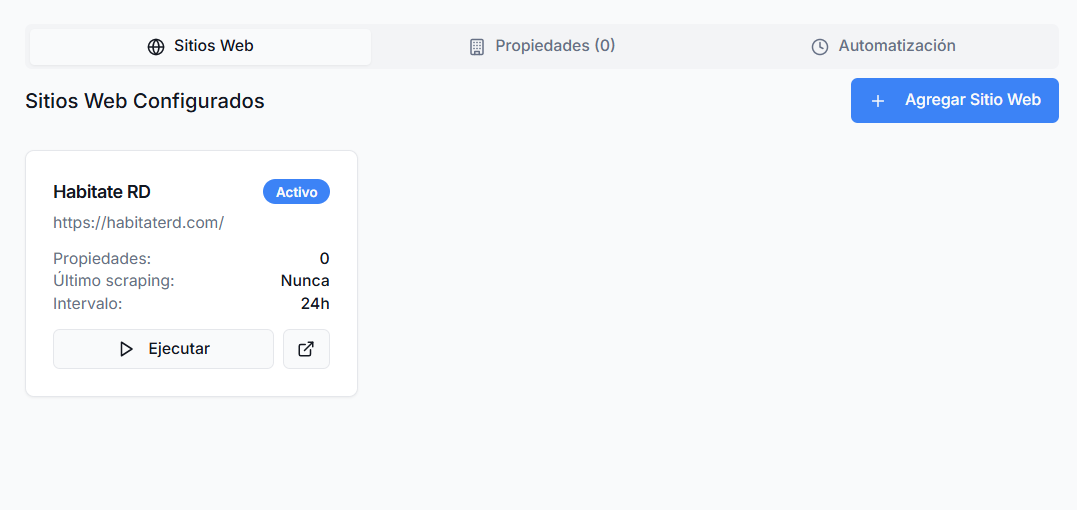 Sitios Web
Propiedades (0)
Automatización
Sitios Web Configurados
+ Agregar Sitio Web
Habitate RD
Activo
https://habitaterd.com/
Propiedades: 0
Último scraping: Nunca
Intervalo: 24h
Ejecutar